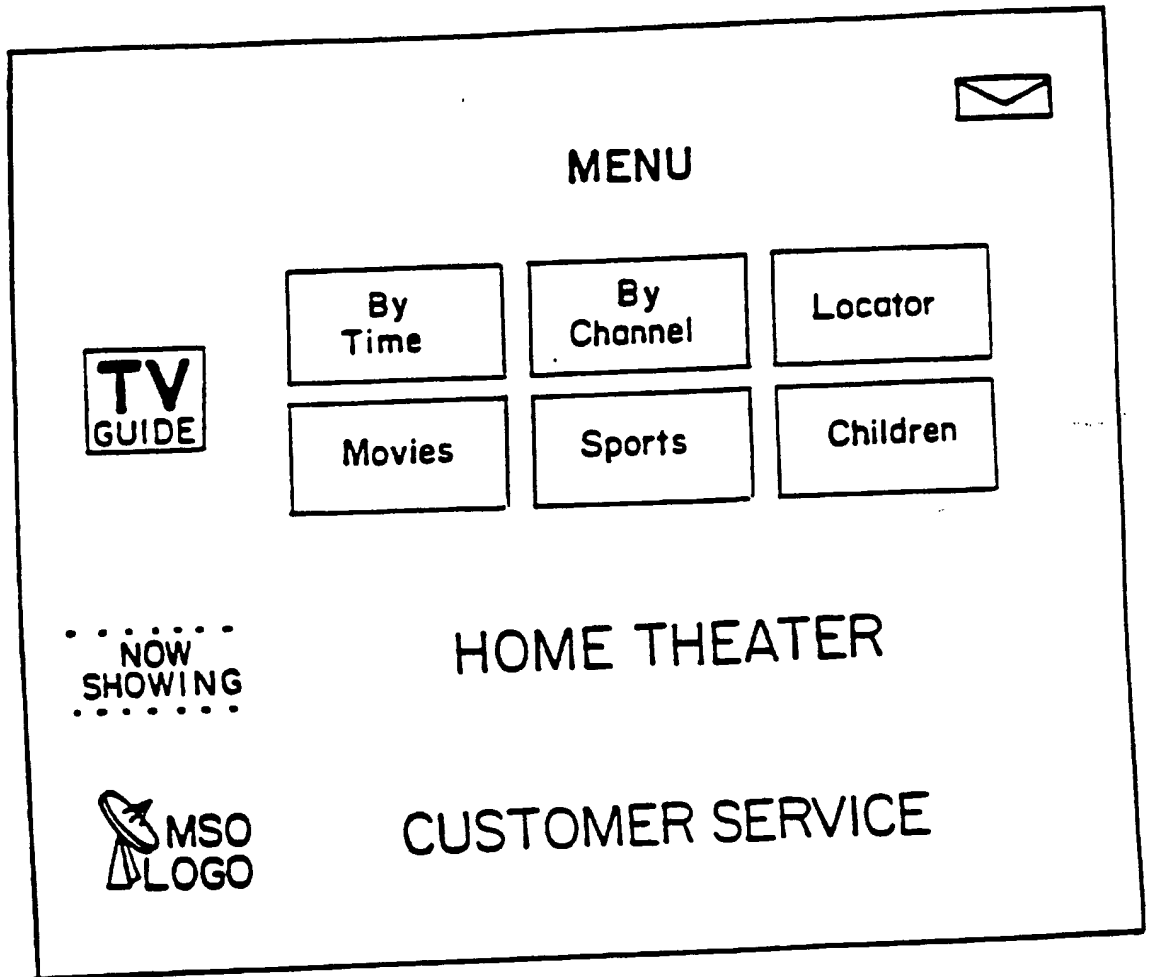 MENU
By
Time
By
Channel
Locator
TV
GUIDE
Movies
Sports
Children
NOW
SHOWING
HOME THEATER
MSO
LOGO
CUSTOMER SERVICE